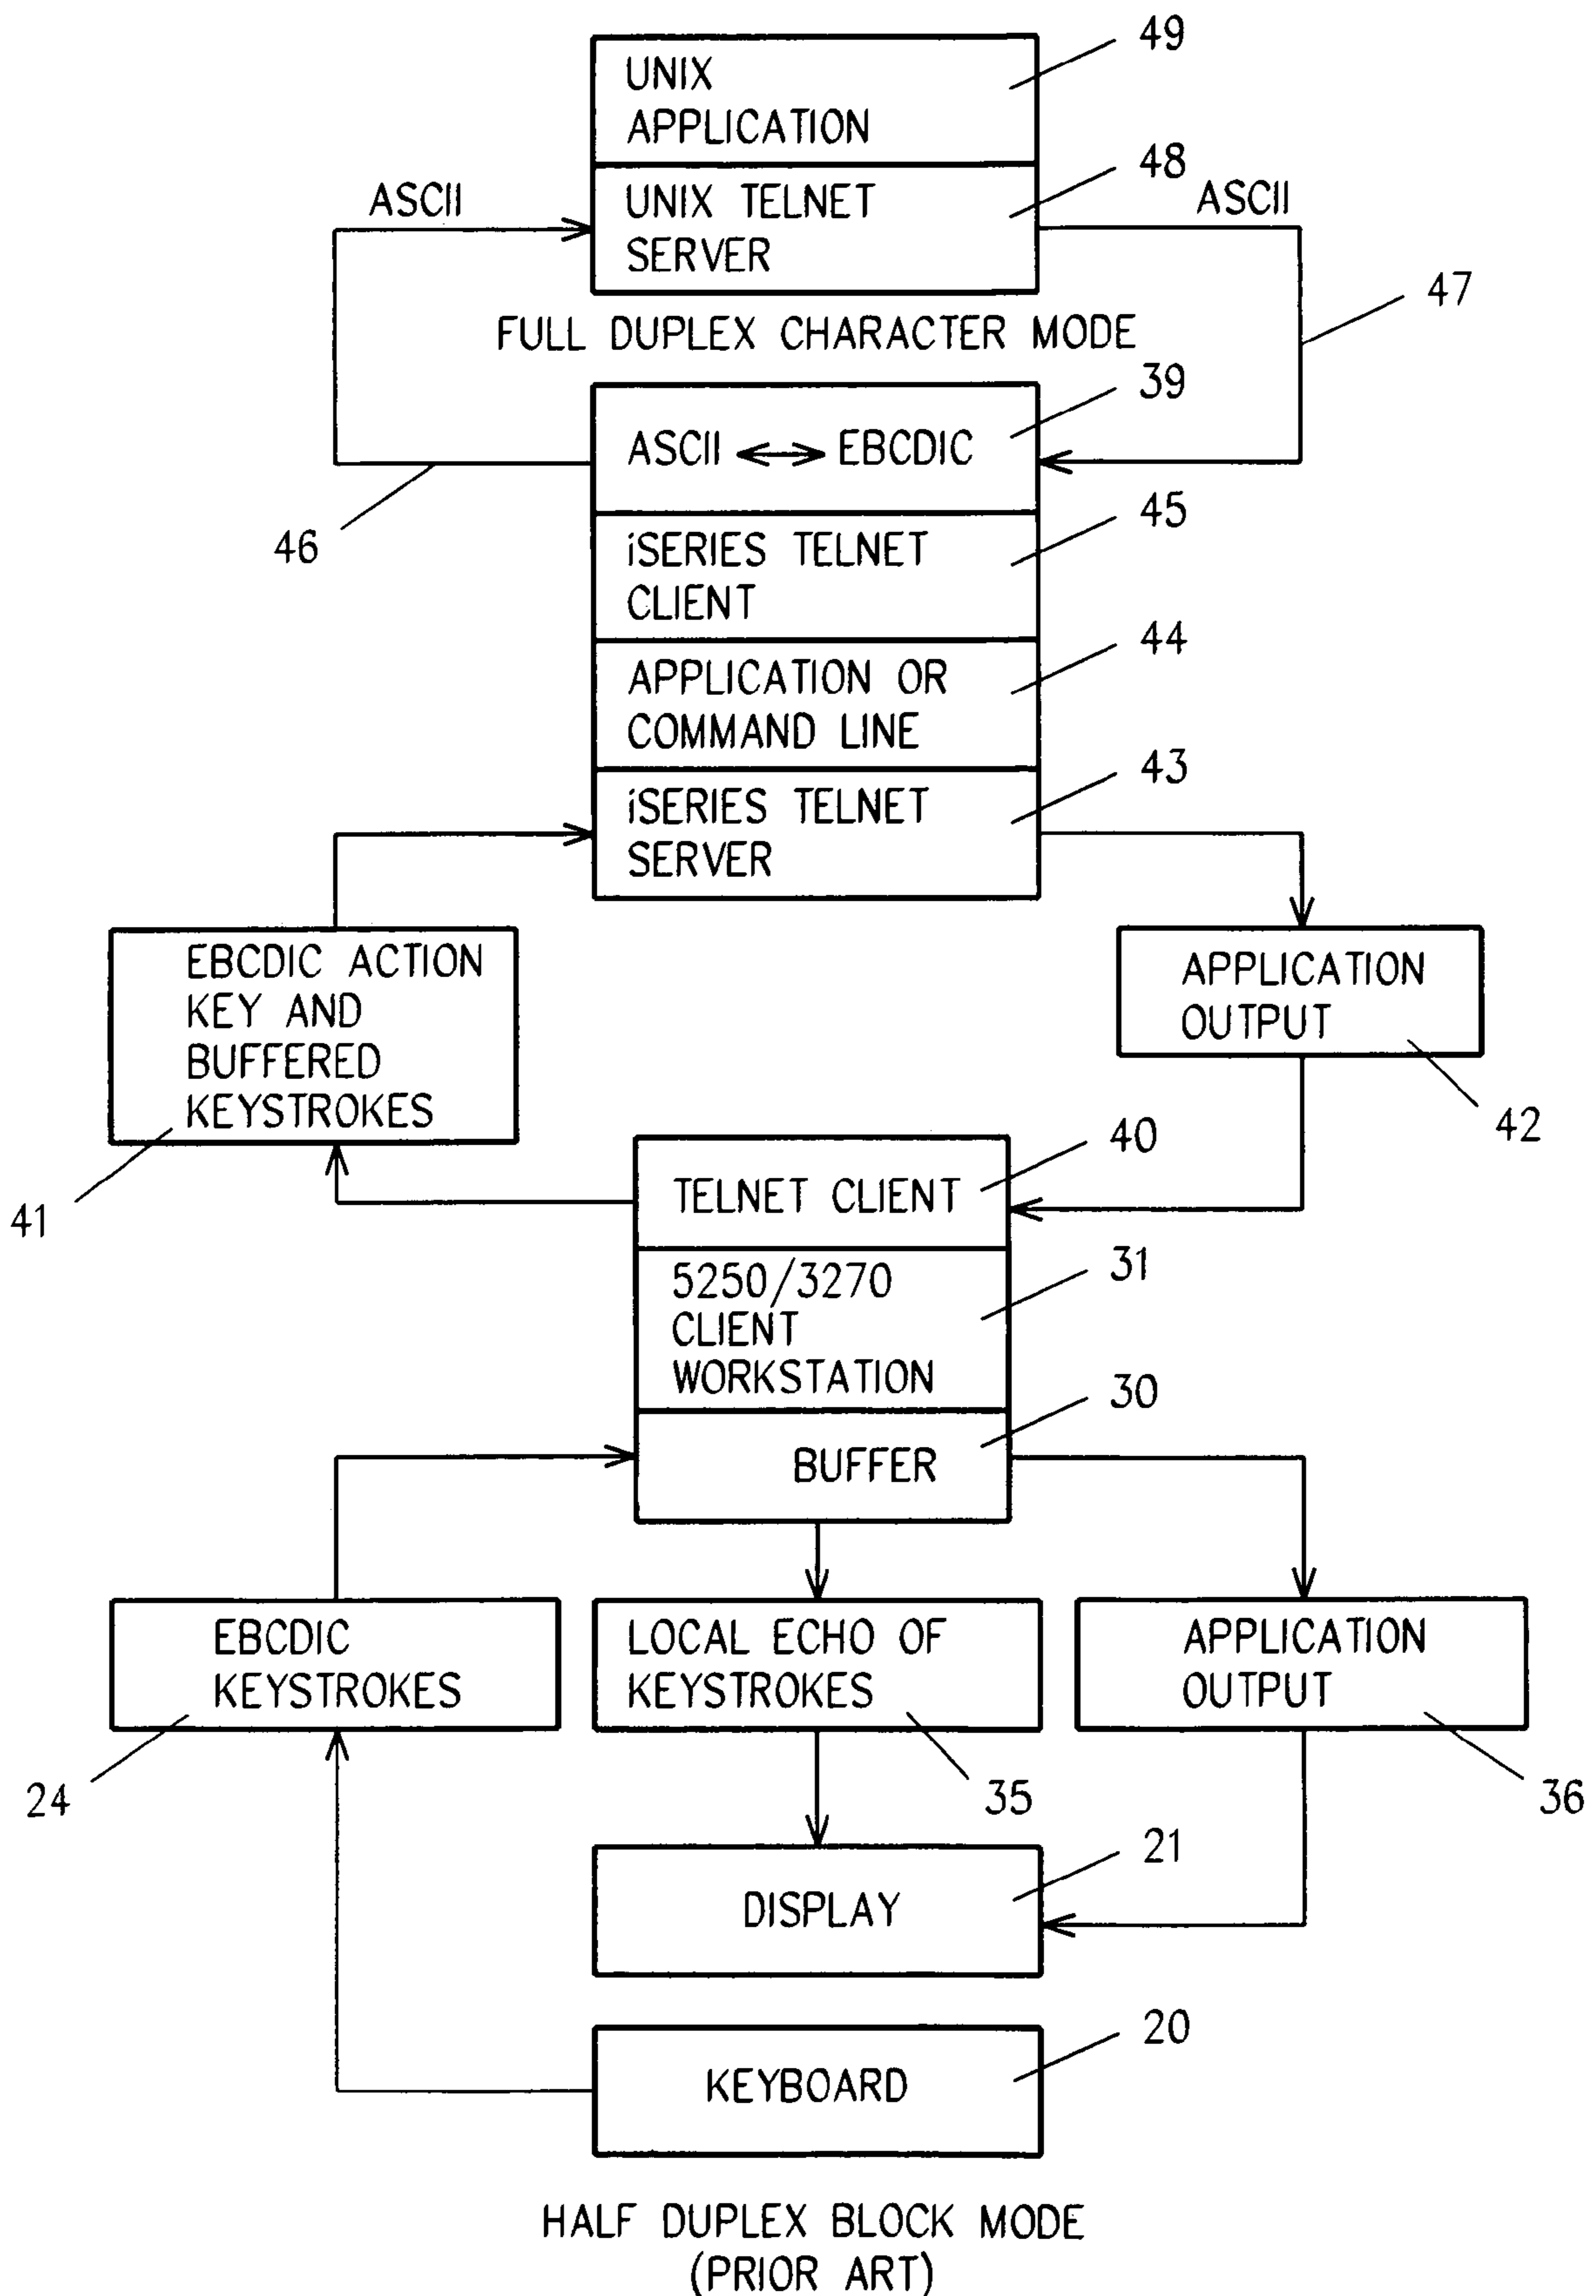 49
UNIX
APPLICATION
48
ASCII
UNIX TELNET
SERVER
ASCII
47
FULL DUPLEX CHARACTER MODE
39
ASCII ↔ EBCDIC
46
45
iSERIES TELNET
CLIENT
44
APPLICATION OR
COMMAND LINE
43
iSERIES TELNET
SERVER
EBCDIC ACTION
KEY AND
BUFFERED
KEYSTROKES
41
APPLICATION
OUTPUT
42
40
TELNET CLIENT
31
5250/3270
CLIENT
WORKSTATION
30
BUFFER
EBCDIC
KEYSTROKES
24
LOCAL ECHO OF
KEYSTROKES
35
APPLICATION
OUTPUT
36
21
DISPLAY
20
KEYBOARD
HALF DUPLEX BLOCK MODE
(PRIOR ART)